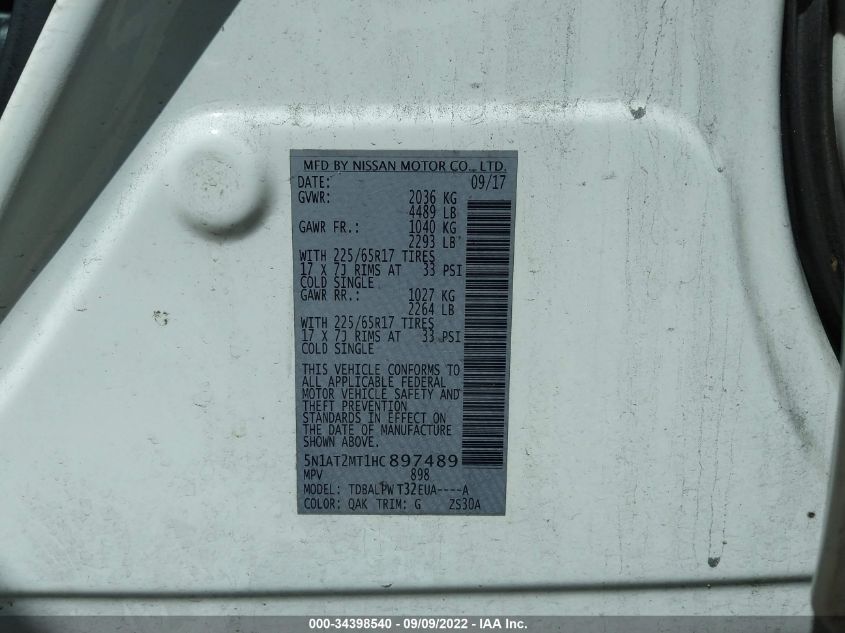 MFD BY NISSAN MOTOR CO., LTD.
DATE: 09/17
GVWR: 2036 KG
4489 LB
GAWR FR.: 1040 KG
2293 LB
WITH 225/65R17 TIRES
17 X 7J RIMS AT 33 PSI
COLD SINGLE
GAWR RR.: 1027 KG
2264 LB
WITH 225/65R17 TIRES
17 X 7J RIMS AT 33 PSI
COLD SINGLE
THIS VEHICLE CONFORMS TO
ALL APPLICABLE FEDERAL
MOTOR VEHICLE SAFETY AND
THEFT PREVENTION
STANDARDS IN EFFECT ON
THE DATE OF MANUFACTURE
SHOWN ABOVE.
5N1AT2MT1HC897489
MPV 898
MODEL: TDBALPW T32EUA----A
COLOR: QAK TRIM: G ZS30A
000-34398540 - 09/09/2022 - IAA Inc.